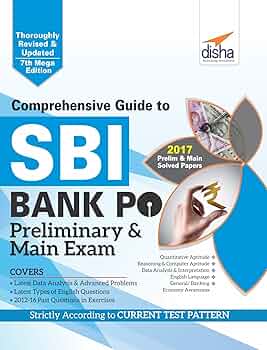 Thoroughly
Revised & Updated
7th Mega
Edition
disha
Comprehensive Guide to
SBI
BANK PO
Preliminary &
Main Exam
2017
Prelim & Main
Solved Papers
COVERS
• Latest Data Analysis & Advanced Problems
• Latest Types of English Questions
• 2012-16 Past Questions in Exercises
Quantitative Aptitude
Reasoning & Computer Aptitude
Data Analysis & Interpretation
English Language
General/ Banking
Economy Awareness
Strictly According to CURRENT TEST PATTERN